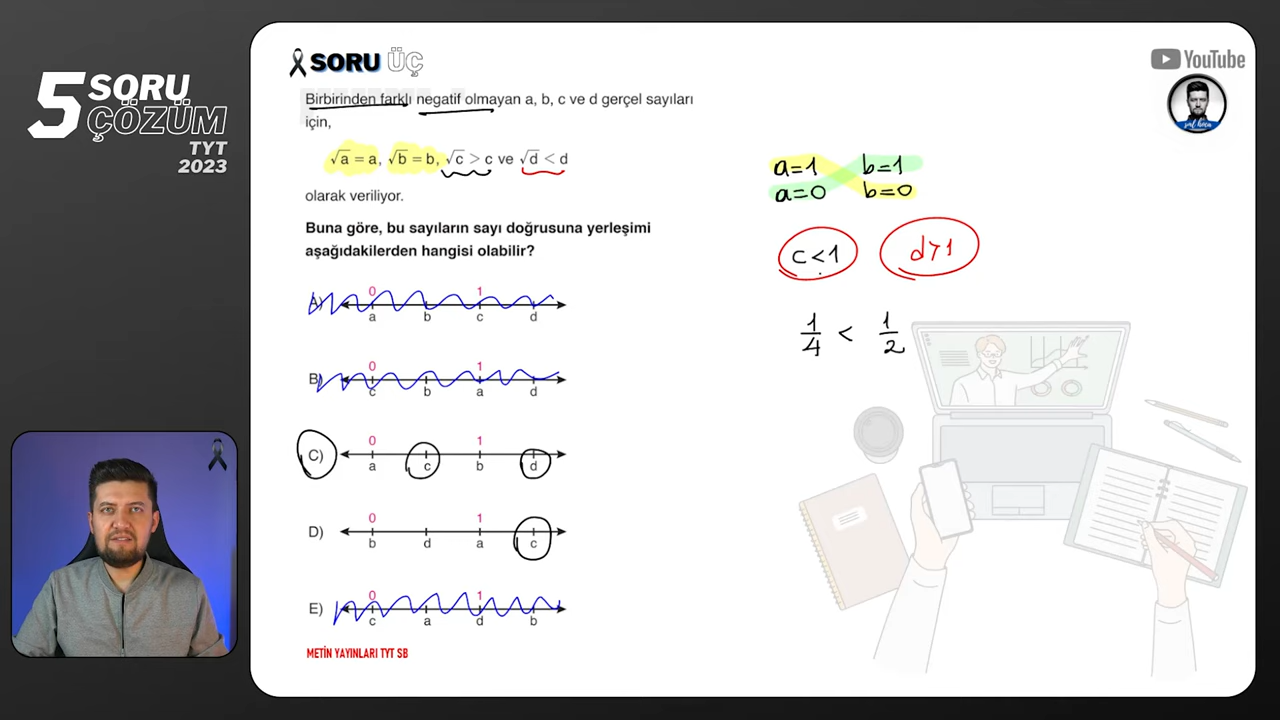 5 SORU
ÇÖZÜM
TYT
2023
SORU ÜÇ
YouTube
Birbirinden farklı negatif olmayan a, b, c ve d gerçel sayıları
için,
√a = a, √b = b, √c > c ve √d < d
olarak veriliyor.
Buna göre, bu sayıların sayı doğrusuna yerleşimi
aşağıdakilerden hangisi olabilir?
A) 0 1
a b c d
B) 0 1
c b a d
C) 0 1
a c b d
D) 0 1
b d a c
E) 0 1
c a d b
METİN YAYINLARI TYT SB
a=1 b=1
a=0 b=0
c<1 d>1
1/4 < 1/2